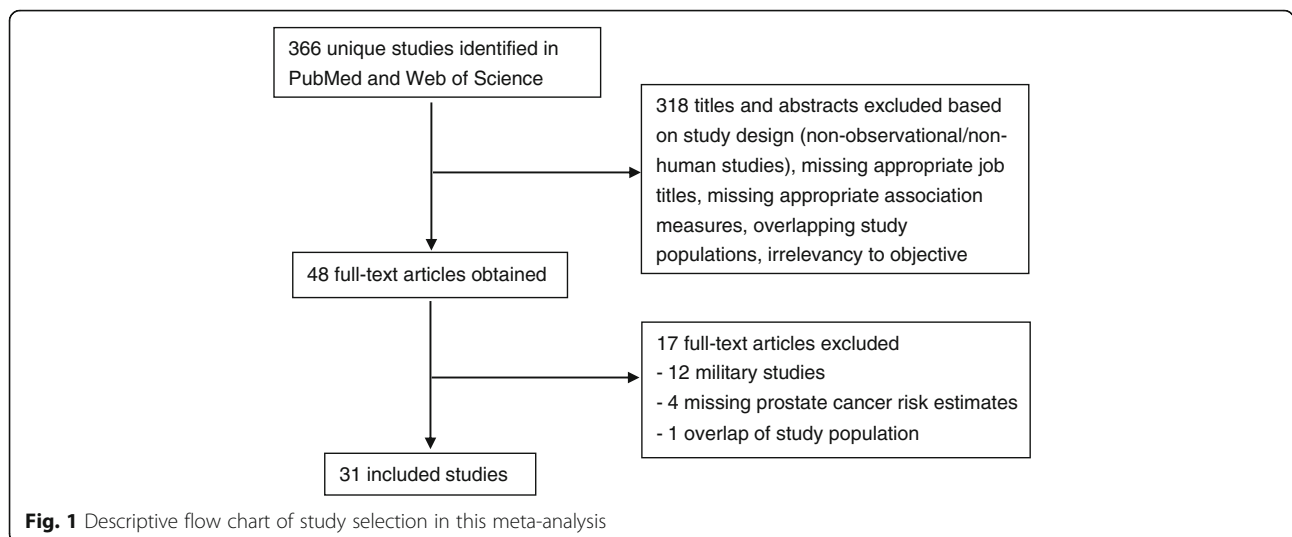 366 unique studies identified in
PubMed and Web of Science
318 titles and abstracts excluded based
on study design (non-observational/non-
human studies), missing appropriate job
titles, missing appropriate association
measures, overlapping study
populations, irrelevancy to objective
48 full-text articles obtained
17 full-text articles excluded
- 12 military studies
- 4 missing prostate cancer risk estimates
- 1 overlap of study population
31 included studies
Fig. 1 Descriptive flow chart of study selection in this meta-analysis